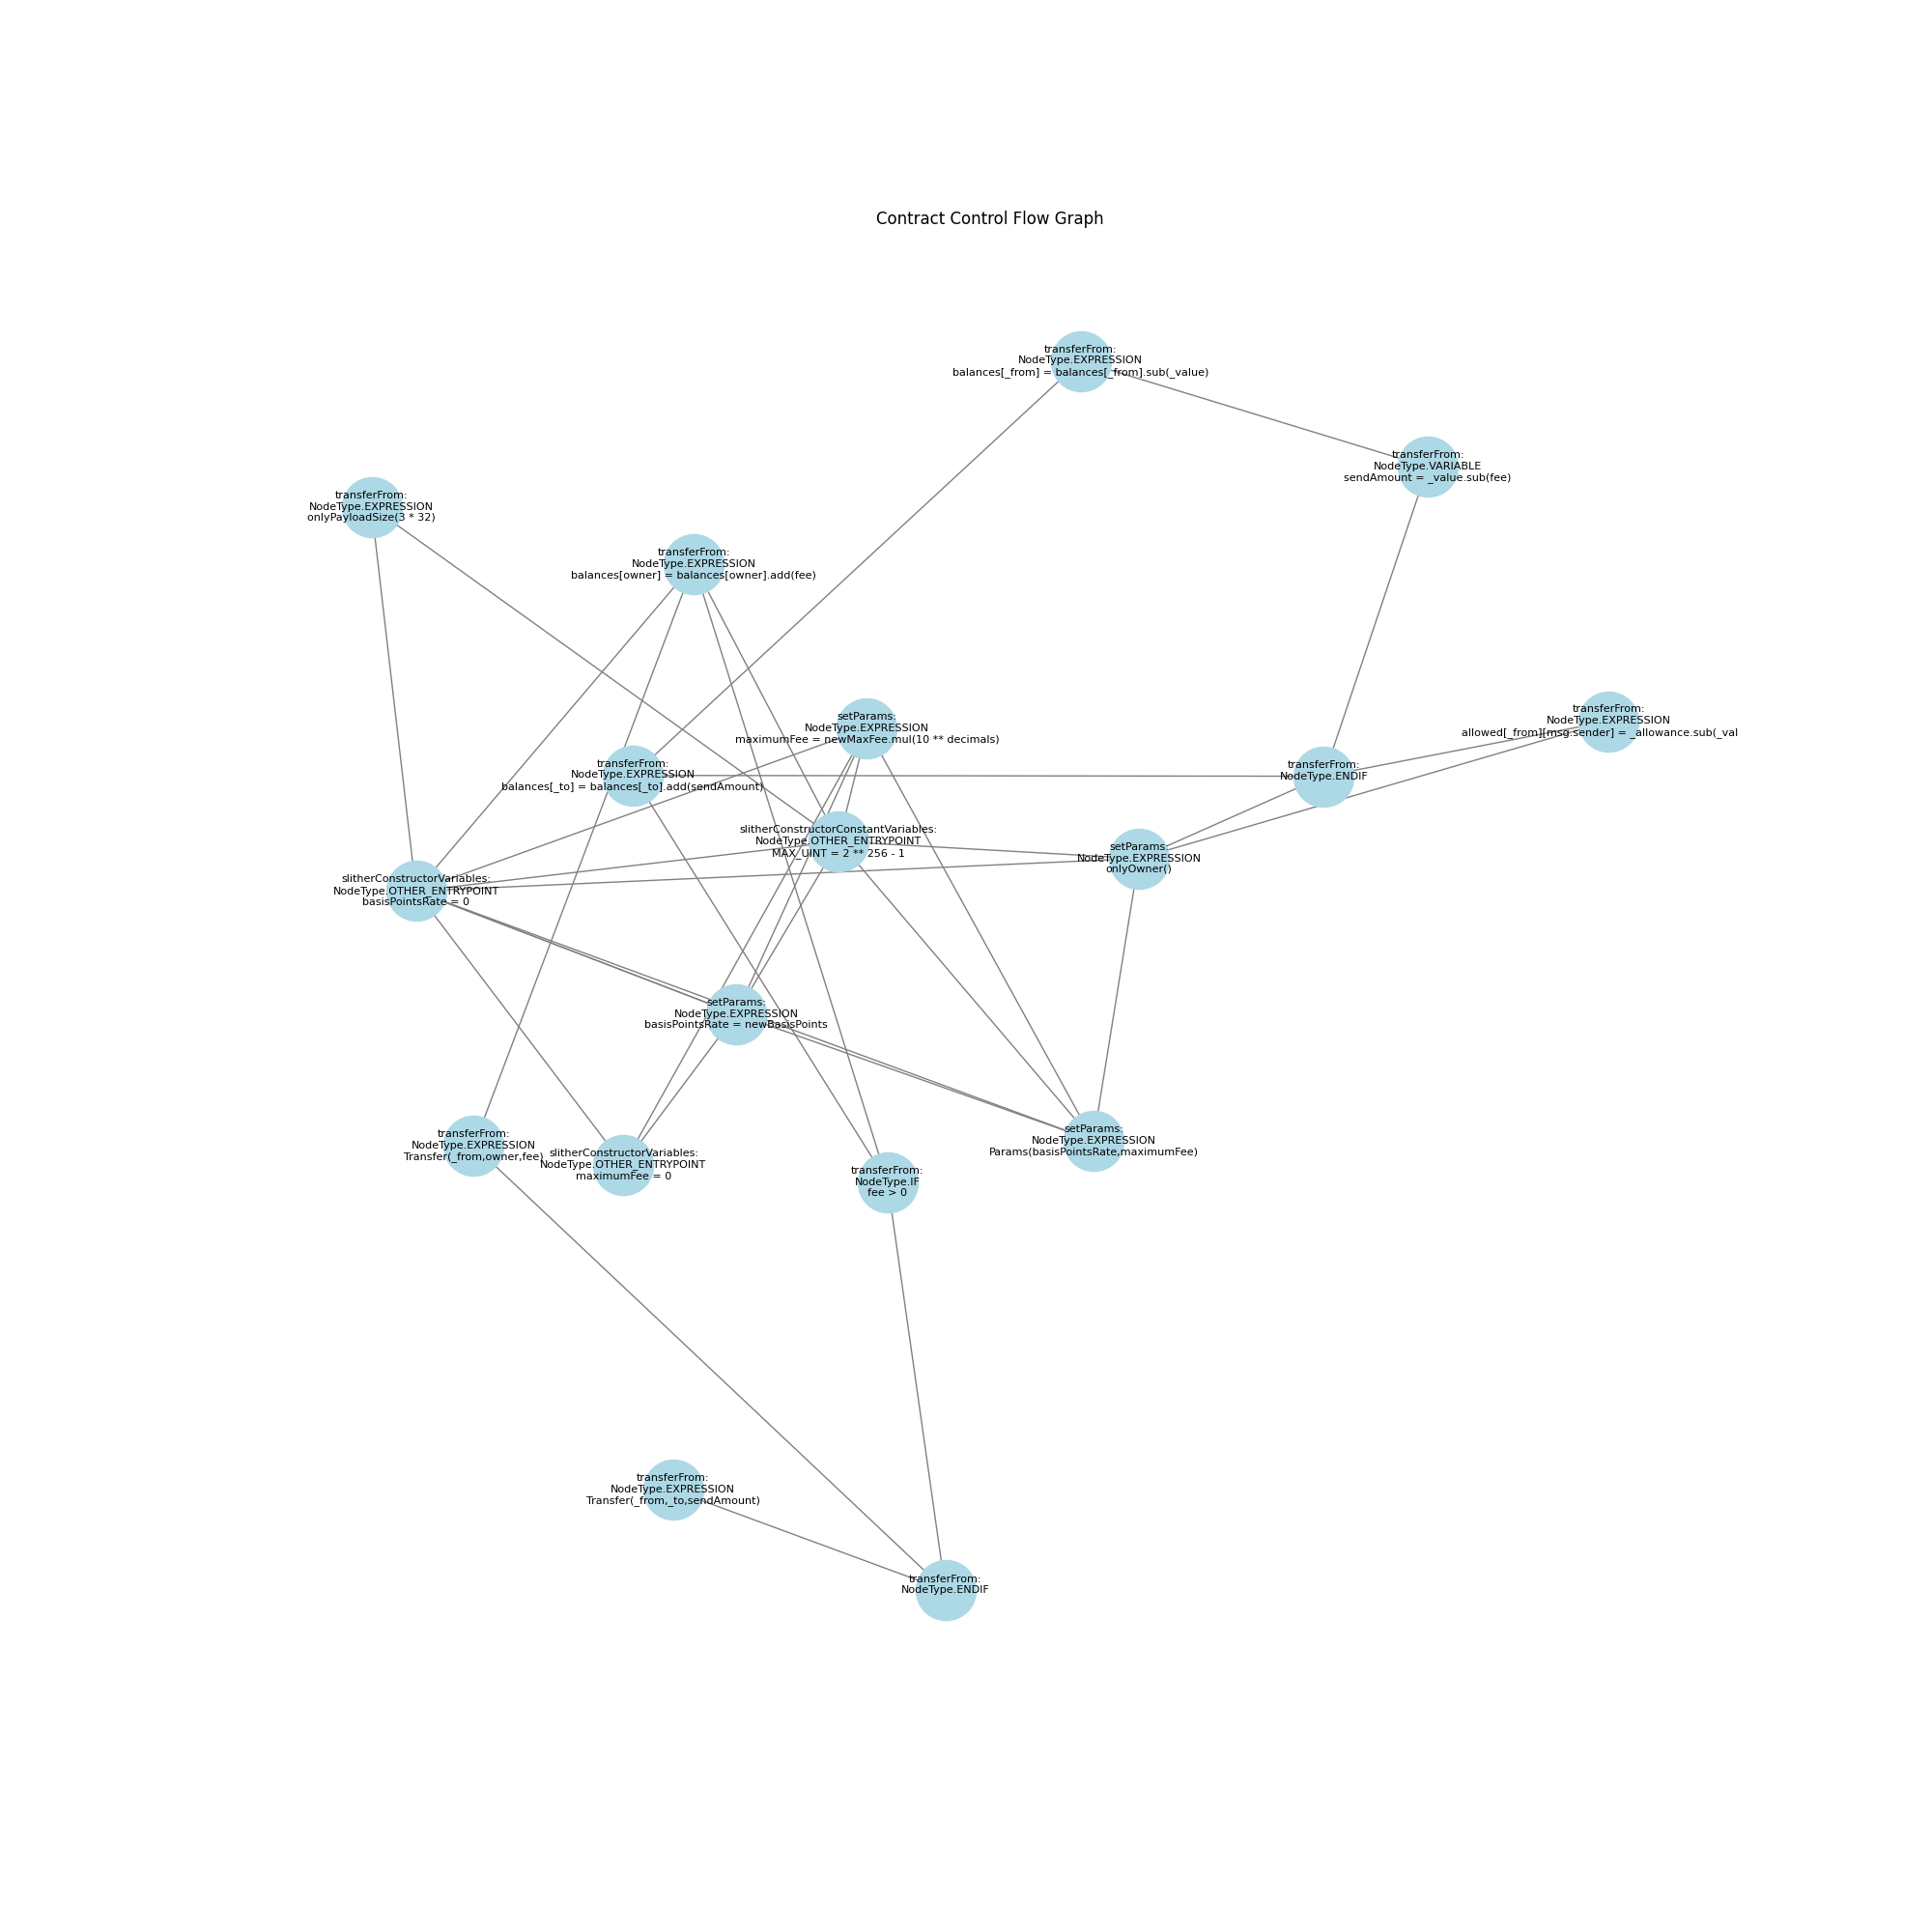 Contract Control Flow Graph
transferFrom:
NodeType.EXPRESSION
balances[_from] = balances[_from].sub(_value)
transferFrom:
NodeType.VARIABLE
sendAmount = _value.sub(fee)
transferFrom:
NodeType.EXPRESSION
onlyPayloadSize(3 * 32)
transferFrom:
NodeType.EXPRESSION
balances[owner] = balances[owner].add(fee)
setParams:
NodeType.EXPRESSION
maximumFee = newMaxFee.mul(10 ** decimals)
transferFrom:
NodeType.EXPRESSION
allowed[_from][msg.sender] = _allowance.sub(_val
transferFrom:
NodeType.EXPRESSION
balances[_to] = balances[_to].add(sendAmount)
transferFrom:
NodeType.ENDIF
slitherConstructorConstantVariables:
NodeType.OTHER_ENTRYPOINT
MAX_UINT = 2 ** 256 - 1
setParams:
NodeType.EXPRESSION
onlyOwner()
slitherConstructorVariables:
NodeType.OTHER_ENTRYPOINT
basisPointsRate = 0
setParams:
NodeType.EXPRESSION
basisPointsRate = newBasisPoints
transferFrom:
NodeType.EXPRESSION
Transfer(_from,owner,fee)
slitherConstructorVariables:
NodeType.OTHER_ENTRYPOINT
maximumFee = 0
setParams:
NodeType.EXPRESSION
Params(basisPointsRate,maximumFee)
transferFrom:
NodeType.IF
fee > 0
transferFrom:
NodeType.EXPRESSION
Transfer(_from,_to,sendAmount)
transferFrom:
NodeType.ENDIF